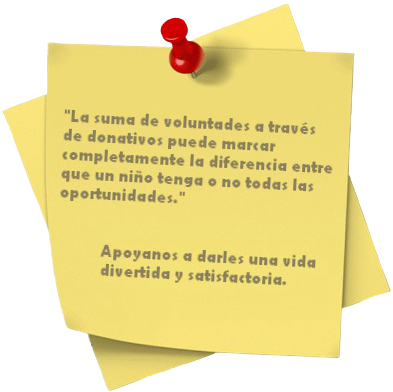 "La suma de voluntades a través
de donativos puede marcar
completamente la diferencia entre
que un niño tenga o no todas las
oportunidades."
Apoyanos a darles una vida
divertida y satisfactoria.